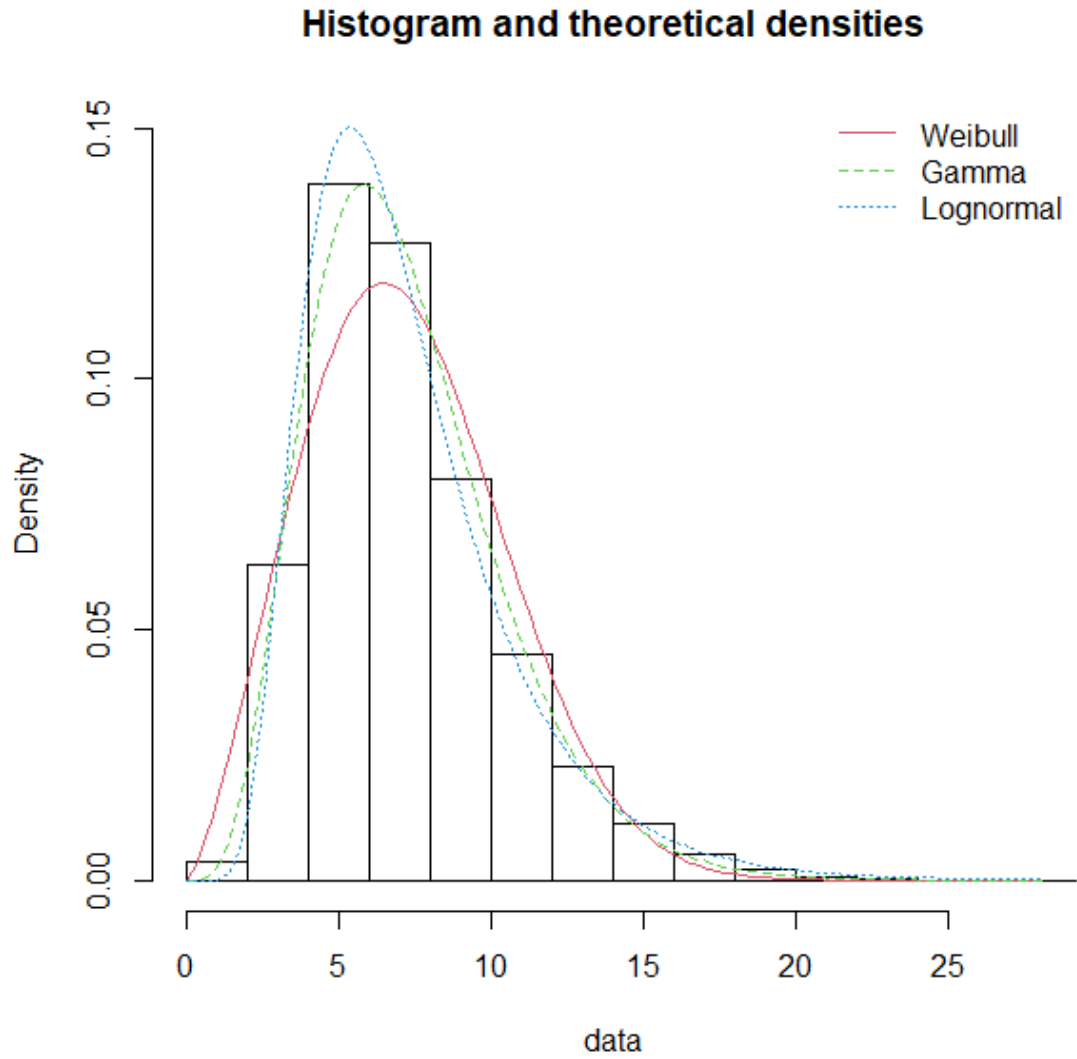 Histogram and theoretical densities
Weibull
Gamma
Lognormal
0.15
0.10
0.05
0.00
Density
0 5 10 15 20 25
data